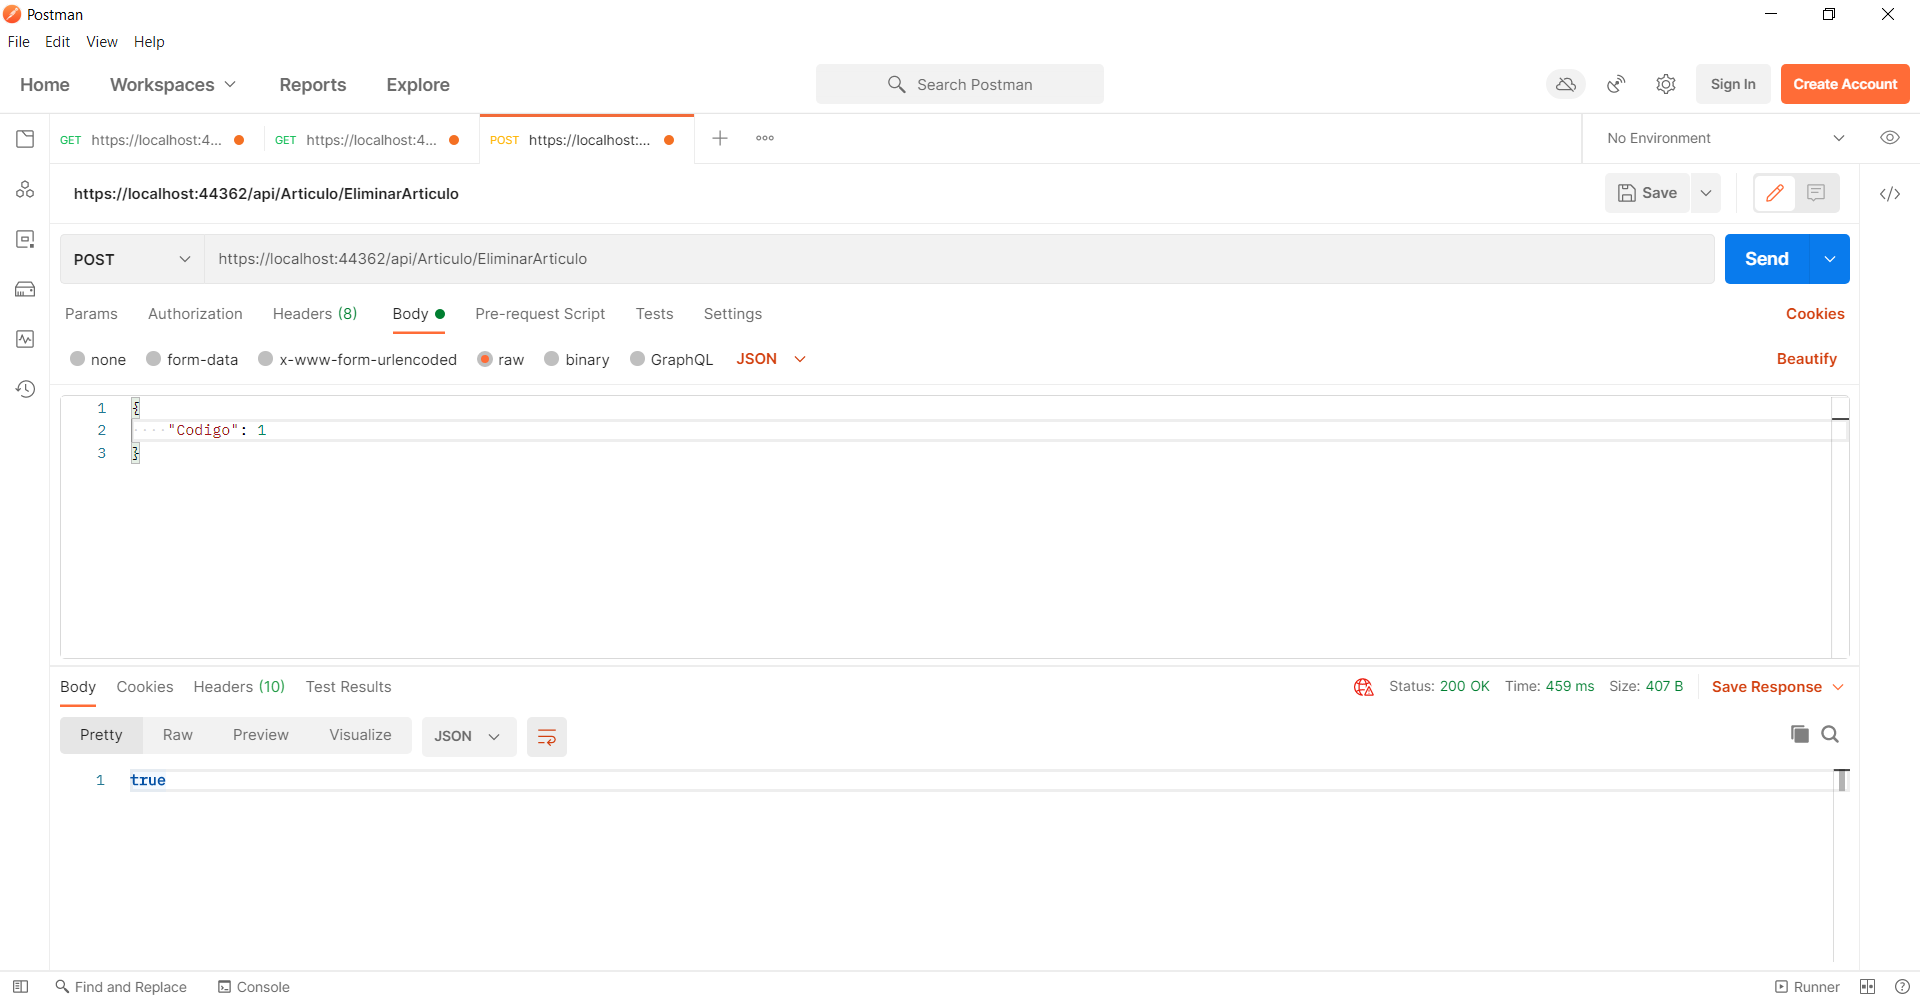 Postman
File Edit View Help
Home Workspaces Reports Explore Search Postman Sign In Create Account
GET https://localhost:4... GET https://localhost:4... POST https://localhost:... No Environment
https://localhost:44362/api/Articulo/EliminarArticulo Save
POST https://localhost:44362/api/Articulo/EliminarArticulo Send
Params Authorization Headers (8) Body Pre-request Script Tests Settings Cookies
none form-data x-www-form-urlencoded raw binary GraphQL JSON Beautify
1 {
2 "Codigo": 1
3 }
Body Cookies Headers (10) Test Results Status: 200 OK Time: 459 ms Size: 407 B Save Response
Pretty Raw Preview Visualize JSON
1 true
Find and Replace Console Runner